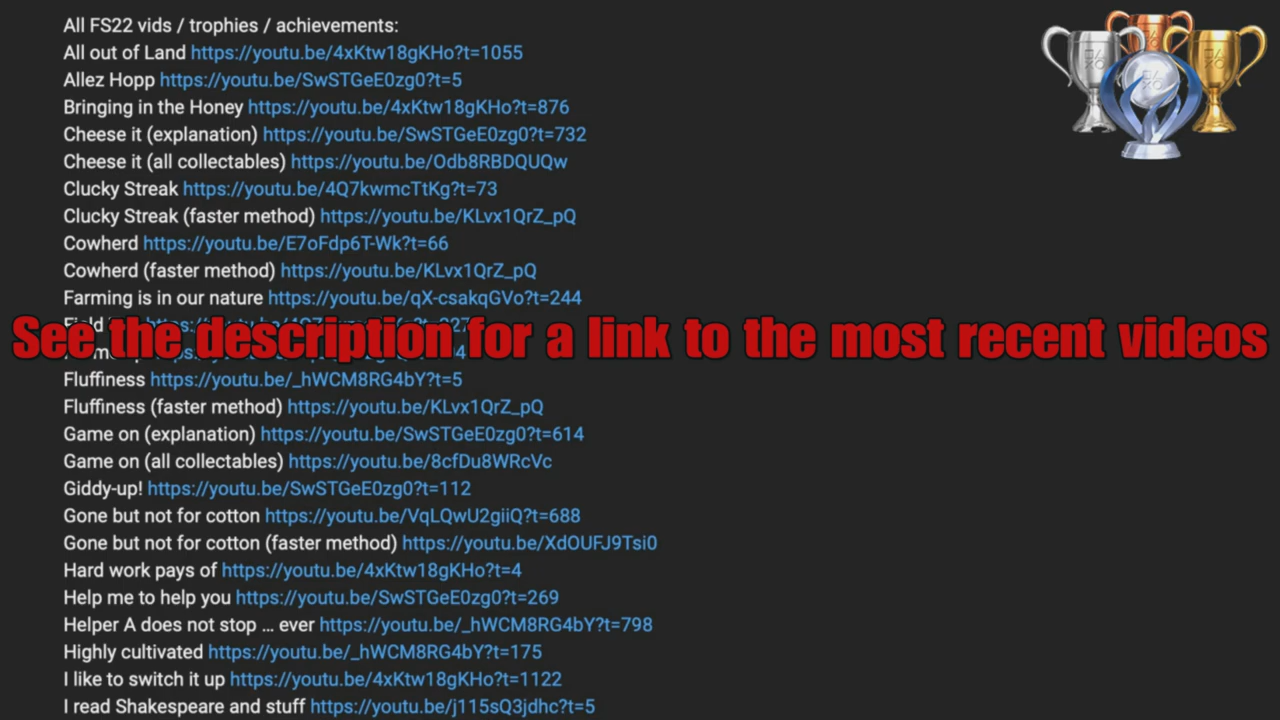 All FS22 vids / trophies / achievements:
All out of Land https://youtu.be/4xKtw18gKHo?t=1055
Allez Hopp https://youtu.be/SwSTGeE0zg0?t=5
Bringing in the Honey https://youtu.be/4xKtw18gKHo?t=876
Cheese it (explanation) https://youtu.be/SwSTGeE0zg0?t=732
Cheese it (all collectables) https://youtu.be/Odb8RBDQUQw
Clucky Streak https://youtu.be/4Q7kwmcTtKg?t=73
Clucky Streak (faster method) https://youtu.be/KLvx1QrZ_pQ
Cowherd https://youtu.be/E7oFdp6T-Wk?t=66
Cowherd (faster method) https://youtu.be/KLvx1QrZ_pQ
Farming is in our nature https://youtu.be/qX-csakqGVo?t=244
See the description for a link to the most recent videos
Fluffiness https://youtu.be/_hWCM8RG4bY?t=5
Fluffiness (faster method) https://youtu.be/KLvx1QrZ_pQ
Game on (explanation) https://youtu.be/SwSTGeE0zg0?t=614
Game on (all collectables) https://youtu.be/8cfDu8WRcVc
Giddy-up! https://youtu.be/SwSTGeE0zg0?t=112
Gone but not for cotton https://youtu.be/VqLQwU2giiQ?t=688
Gone but not for cotton (faster method) https://youtu.be/XdOUFJ9Tsi0
Hard work pays of https://youtu.be/4xKtw18gKHo?t=4
Help me to help you https://youtu.be/SwSTGeE0zg0?t=269
Helper A does not stop … ever https://youtu.be/_hWCM8RG4bY?t=798
Highly cultivated https://youtu.be/_hWCM8RG4bY?t=175
I like to switch it up https://youtu.be/4xKtw18gKHo?t=1122
I read Shakespeare and stuff https://youtu.be/j115sQ3jdhc?t=5